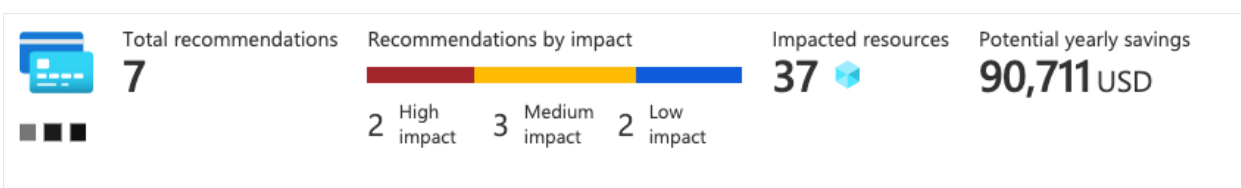 Total recommendations
7
Recommendations by impact
2 High impact
3 Medium impact
2 Low impact
Impacted resources
37
Potential yearly savings
90,711 USD